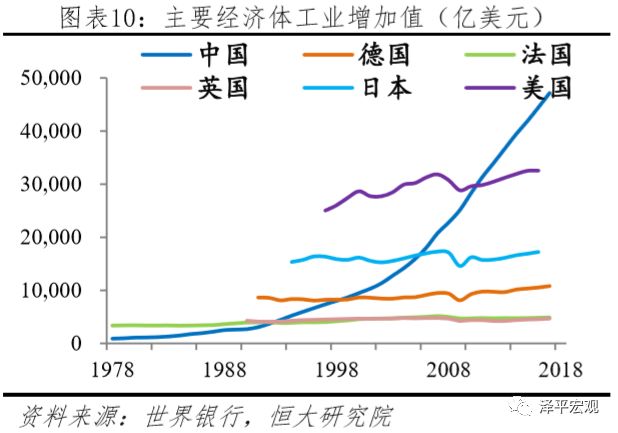 图表10：主要经济体工业增加值（亿美元）
中国 德国 法国
英国 日本 美国
50,000
40,000
30,000
20,000
10,000
0
1978 1988 1998 2008 2018
泽平宏观
资料来源：世界银行，恒大研究院